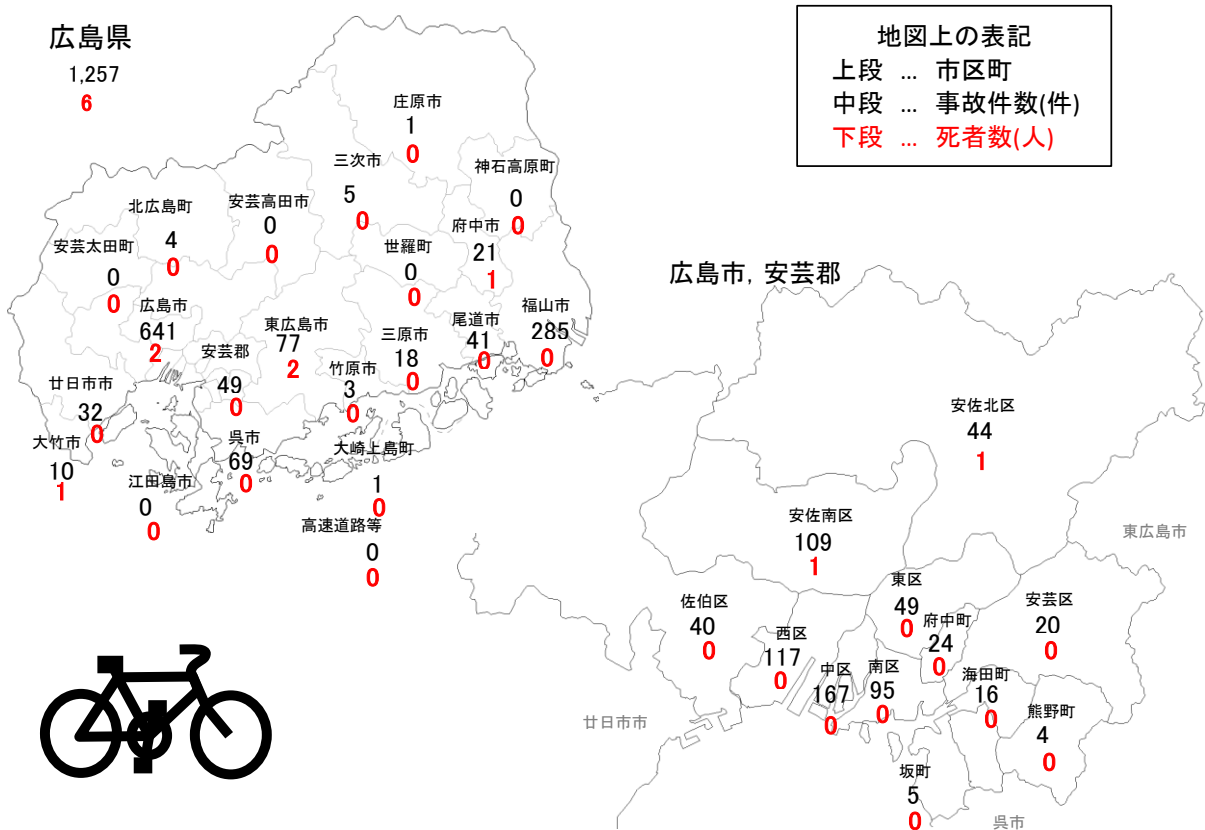 広島県
1,257
6
地図上の表記
上段 … 市区町
中段 … 事故件数(件)
下段 … 死者数(人)
庄原市
1
0
三次市
5
0
神石高原町
0
0
北広島町
4
0
安芸高田市
0
0
府中市
21
1
安芸太田町
0
0
世羅町
0
0
広島市
641
2
東広島市
77
2
三原市
18
0
尾道市
41
0
福山市
285
0
安芸郡
49
0
竹原市
3
0
廿日市市
32
0
大竹市
10
1
呉市
69
0
大崎上島町
1
0
江田島市
0
0
高速道路等
0
0
広島市, 安芸郡
安佐北区
44
1
安佐南区
109
1
東広島市
東区
49
0
佐伯区
40
0
西区
117
0
中区
167
0
南区
95
0
府中町
24
0
安芸区
20
0
海田町
16
0
熊野町
4
0
廿日市市
坂町
5
0
呉市